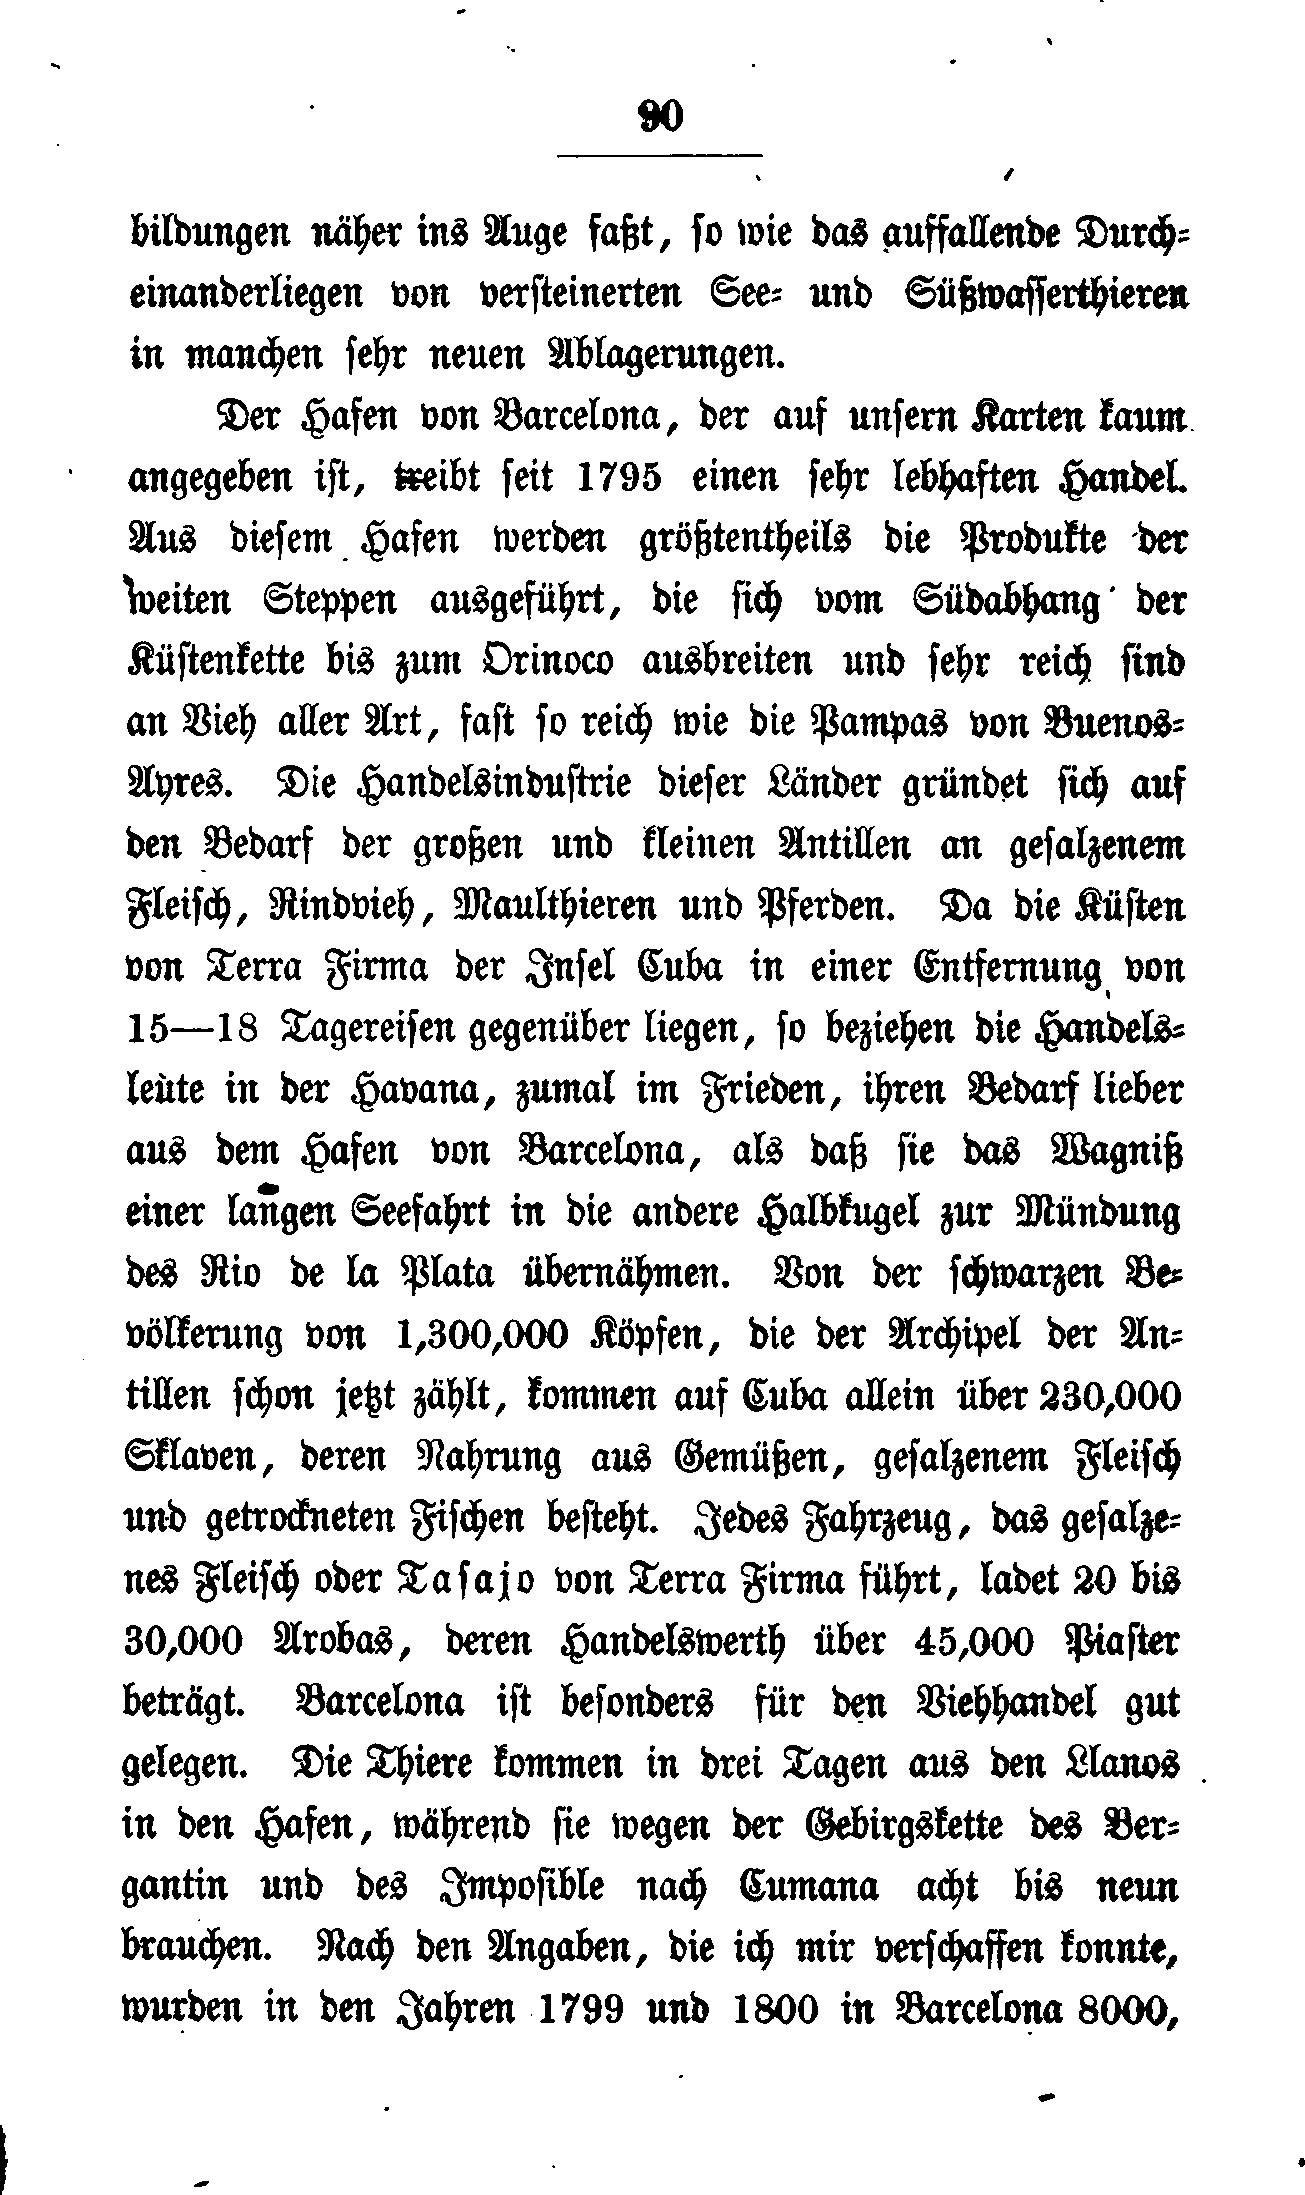 90
bildungen näher ins Auge faßt, so wie das auffallende Durch-
einanderliegen von versteinerten See- und Süßwasserthieren
in manchen sehr neuen Ablagerungen.
Der Hafen von Barcelona, der auf unsern Karten kaum
angegeben ist, treibt seit 1795 einen sehr lebhaften Handel.
Aus diesem Hafen werden größtentheils die Produkte der
weiten Steppen ausgeführt, die sich vom Südabhang der
Küstenkette bis zum Orinoco ausbreiten und sehr reich sind
an Vieh aller Art, fast so reich wie die Pampas von Buenos-
Ayres. Die Handelsindustrie dieser Länder gründet sich auf
den Bedarf der großen und kleinen Antillen an gesalzenem
Fleisch, Rindvieh, Maulthieren und Pferden. Da die Küsten
von Terra Firma der Insel Cuba in einer Entfernung von
15—18 Tagereisen gegenüber liegen, so beziehen die Handels-
leute in der Havana, zumal im Frieden, ihren Bedarf lieber
aus dem Hafen von Barcelona, als daß sie das Wagniß
einer langen Seefahrt in die andere Halbkugel zur Mündung
des Rio de la Plata übernähmen. Von der schwarzen Be-
völkerung von 1,300,000 Köpfen, die der Archipel der An-
tillen schon jetzt zählt, kommen auf Cuba allein über 230,000
Sklaven, deren Nahrung aus Gemüßen, gesalzenem Fleisch
und getrockneten Fischen besteht. Jedes Fahrzeug, das gesalze-
nes Fleisch oder Tasajo von Terra Firma führt, ladet 20 bis
30,000 Arobas, deren Handelswerth über 45,000 Piaster
beträgt. Barcelona ist besonders für den Viehhandel gut
gelegen. Die Thiere kommen in drei Tagen aus den Llanos
in den Hafen, während sie wegen der Gebirgskette des Ber-
gantin und des Imposible nach Cumana acht bis neun
brauchen. Nach den Angaben, die ich mir verschaffen konnte,
wurden in den Jahren 1799 und 1800 in Barcelona 8000,